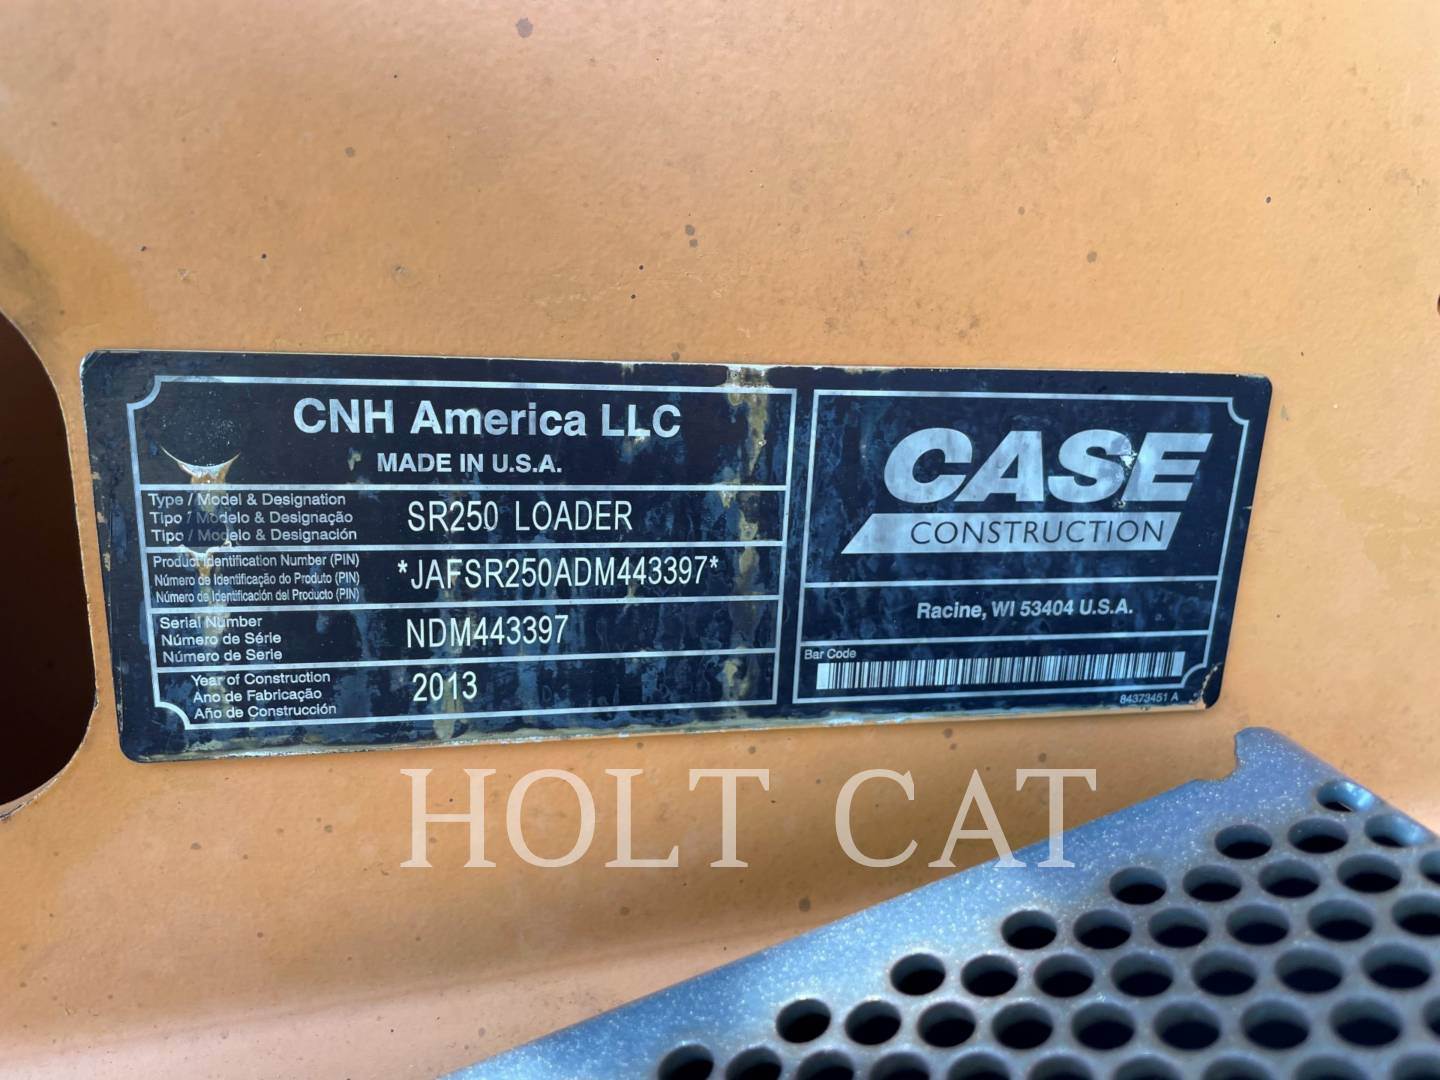 CNH America LLC
MADE IN U.S.A.
Type / Model & Designation
Tipo / Modelo & Designação
Tipo / Modelo & Designación
SR250 LOADER
Product Identification Number (PIN)
Número de Identificação do Produto (PIN)
Número de Identificación del Producto (PIN)
*JAFSR250ADM443397*
Serial Number
Número de Série
Número de Serie
NDM443397
Year of Construction
Ano de Fabricação
Año de Construcción
2013
CASE
CONSTRUCTION
Racine, WI 53404 U.S.A.
Bar Code
84373451 A
HOLT CAT